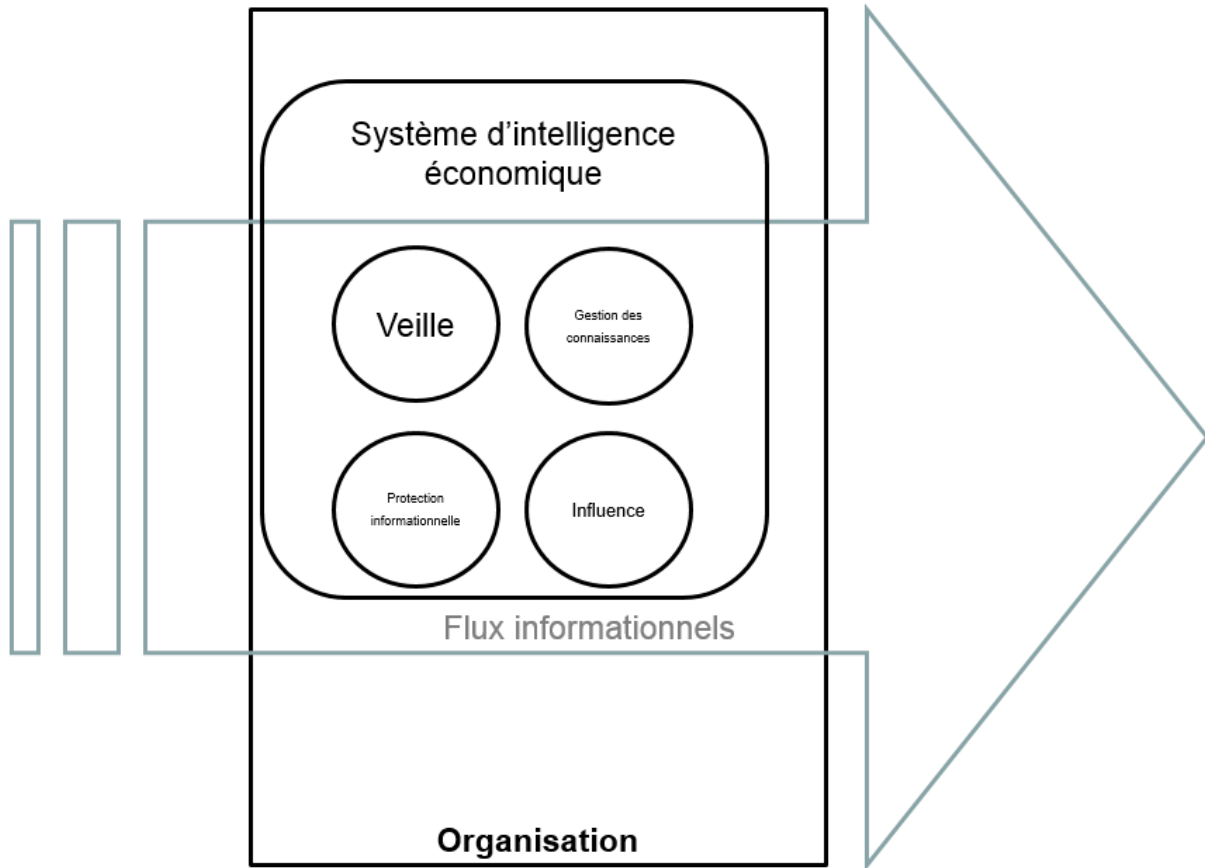 Système d’intelligence
économique
Veille
Gestion des
connaissances
Protection
informationnelle
Influence
Flux informationnels
Organisation